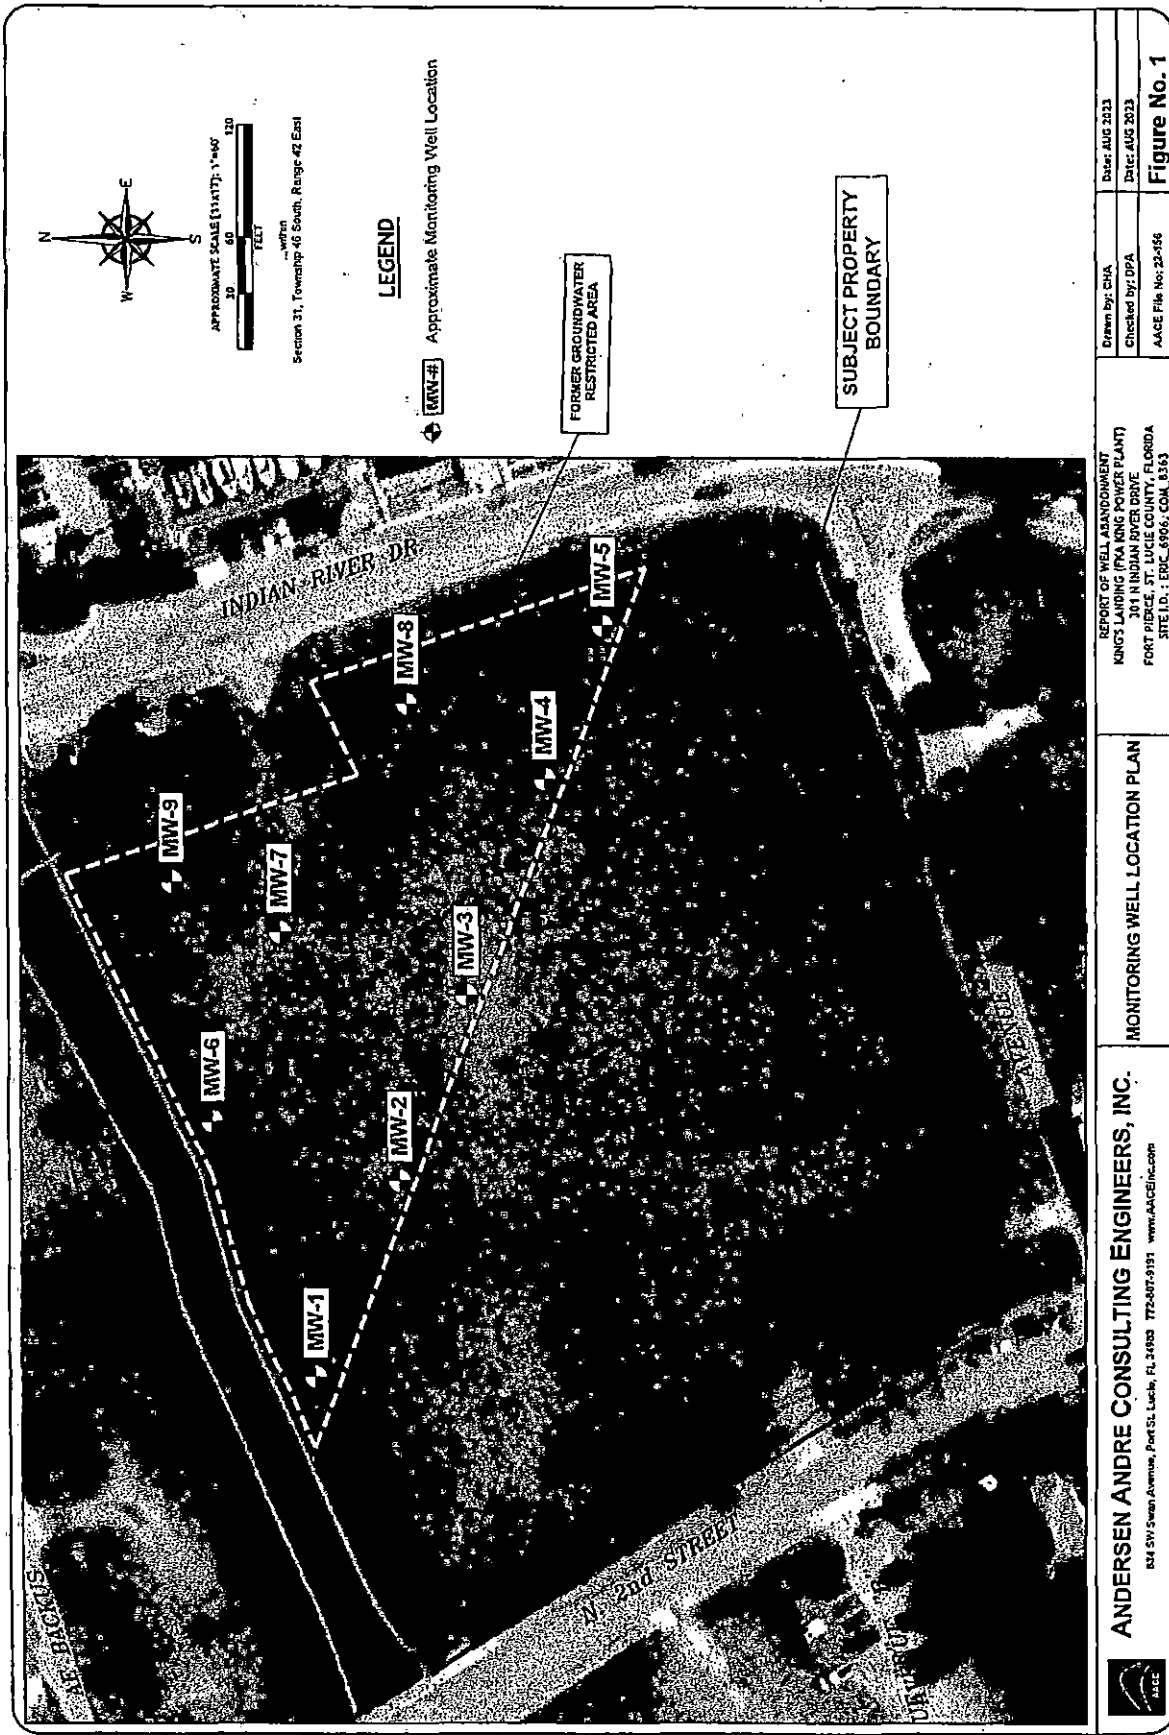 N
W
E
S
APPROXIMATE SCALE [11X17]: 1"=60'
30 60 120
FEET
...within
Section 31, Township 46 South, Range 42 East
LEGEND
MW-# Approximate Monitoring Well Location
FORMER GROUNDWATER
RESTRICTED AREA
SUBJECT PROPERTY
BOUNDARY
INDIAN RIVER DR
MW-9
MW-7
MW-6
MW-8
MW-5
MW-4
MW-3
MW-2
MW-1
AE BACKUS
N. 2nd STREET
AVENUE
ANDERSEN ANDRE CONSULTING ENGINEERS, INC.
834 SW Swan Avenue, Port St. Lucie, FL 34983 772-807-9191 www.AACEinc.com
AACE
MONITORING WELL LOCATION PLAN
REPORT OF WELL ABANDONMENT
KING'S LANDING (FKA KING POWER PLANT)
301 N INDIAN RIVER DRIVE
FORT PIERCE, ST. LUCIE COUNTY, FLORIDA
Drawn by: CHA
Date: AUG 2023
Checked by: DPA
Date: AUG 2023
AACE File No: 22-156
Figure No. 1